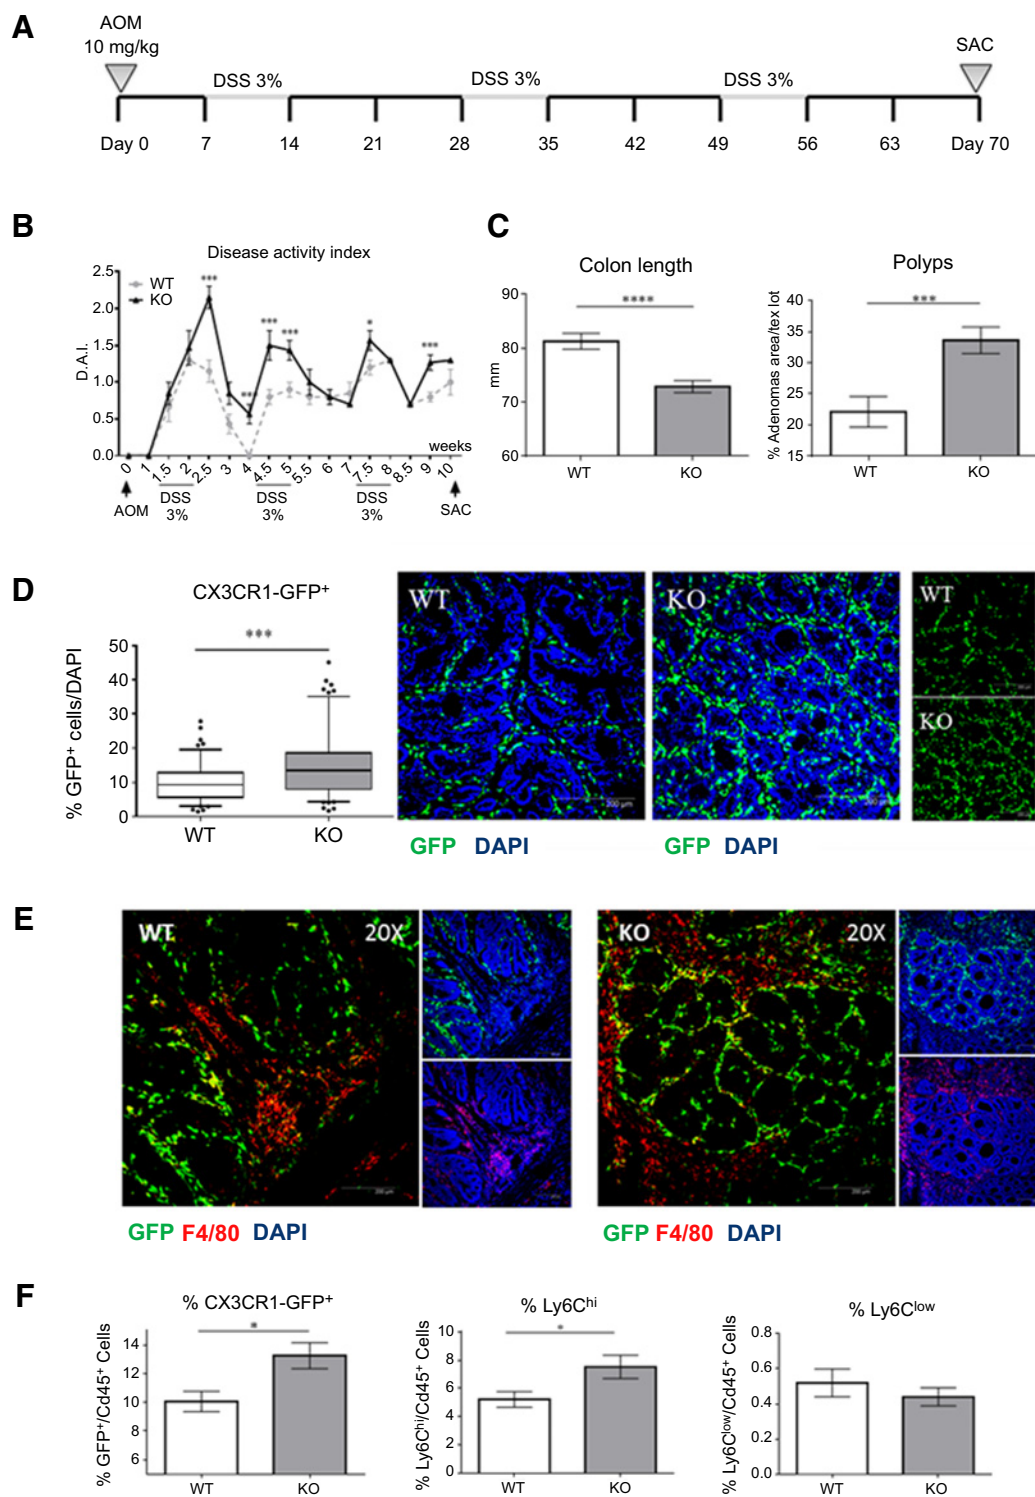 A
AOM
10 mg/kg
SAC
DSS 3%
DSS 3%
DSS 3%
Day 0
7
14
21
28
35
42
49
56
63
Day 70
B
Disease activity index
D.A.I.
2.5
2.0
1.5
1.0
0.5
0.0
WT
KO
***
***
***
***
*
***
weeks
0
1
1.5
2
2.5
3
4
4.5
5
5.5
6
7
7.5
8
8.5
9
10
AOM
DSS
3%
DSS
3%
DSS
3%
SAC
C
Colon length
mm
90
80
70
60
****
WT
KO
Polyps
% Adenomas area/tex lot
40
35
30
25
20
15
***
WT
KO
D
CX3CR1-GFP+
% GFP+ cells/DAPI
50
40
30
20
10
0
***
WT
KO
WT
200 µm
GFP DAPI
KO
GFP DAPI
WT
KO
E
WT
20X
GFP F4/80 DAPI
KO
20X
GFP F4/80 DAPI
F
% CX3CR1-GFP+
% GFP+/Cd45+ Cells
14
12
10
8
6
*
WT
KO
% Ly6Chi
% Ly6Chi/Cd45+ Cells
10
8
6
4
2
0
*
WT
KO
% Ly6Clow
% Ly6Clow/Cd45+ Cells
0.8
0.6
0.4
0.2
0.0
WT
KO